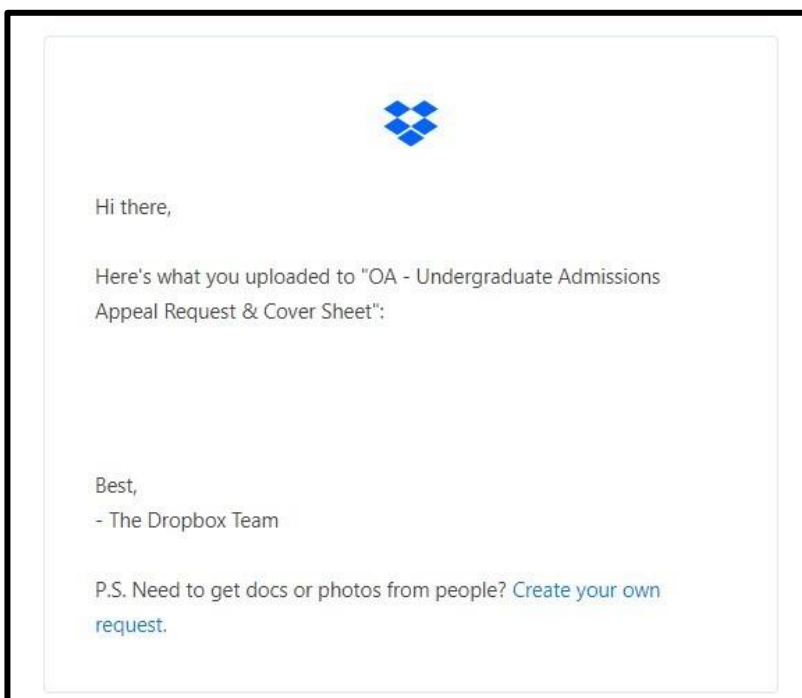 Hi there,
Here's what you uploaded to "OA - Undergraduate Admissions
Appeal Request & Cover Sheet":
Best,
- The Dropbox Team
P.S. Need to get docs or photos from people? Create your own
request.